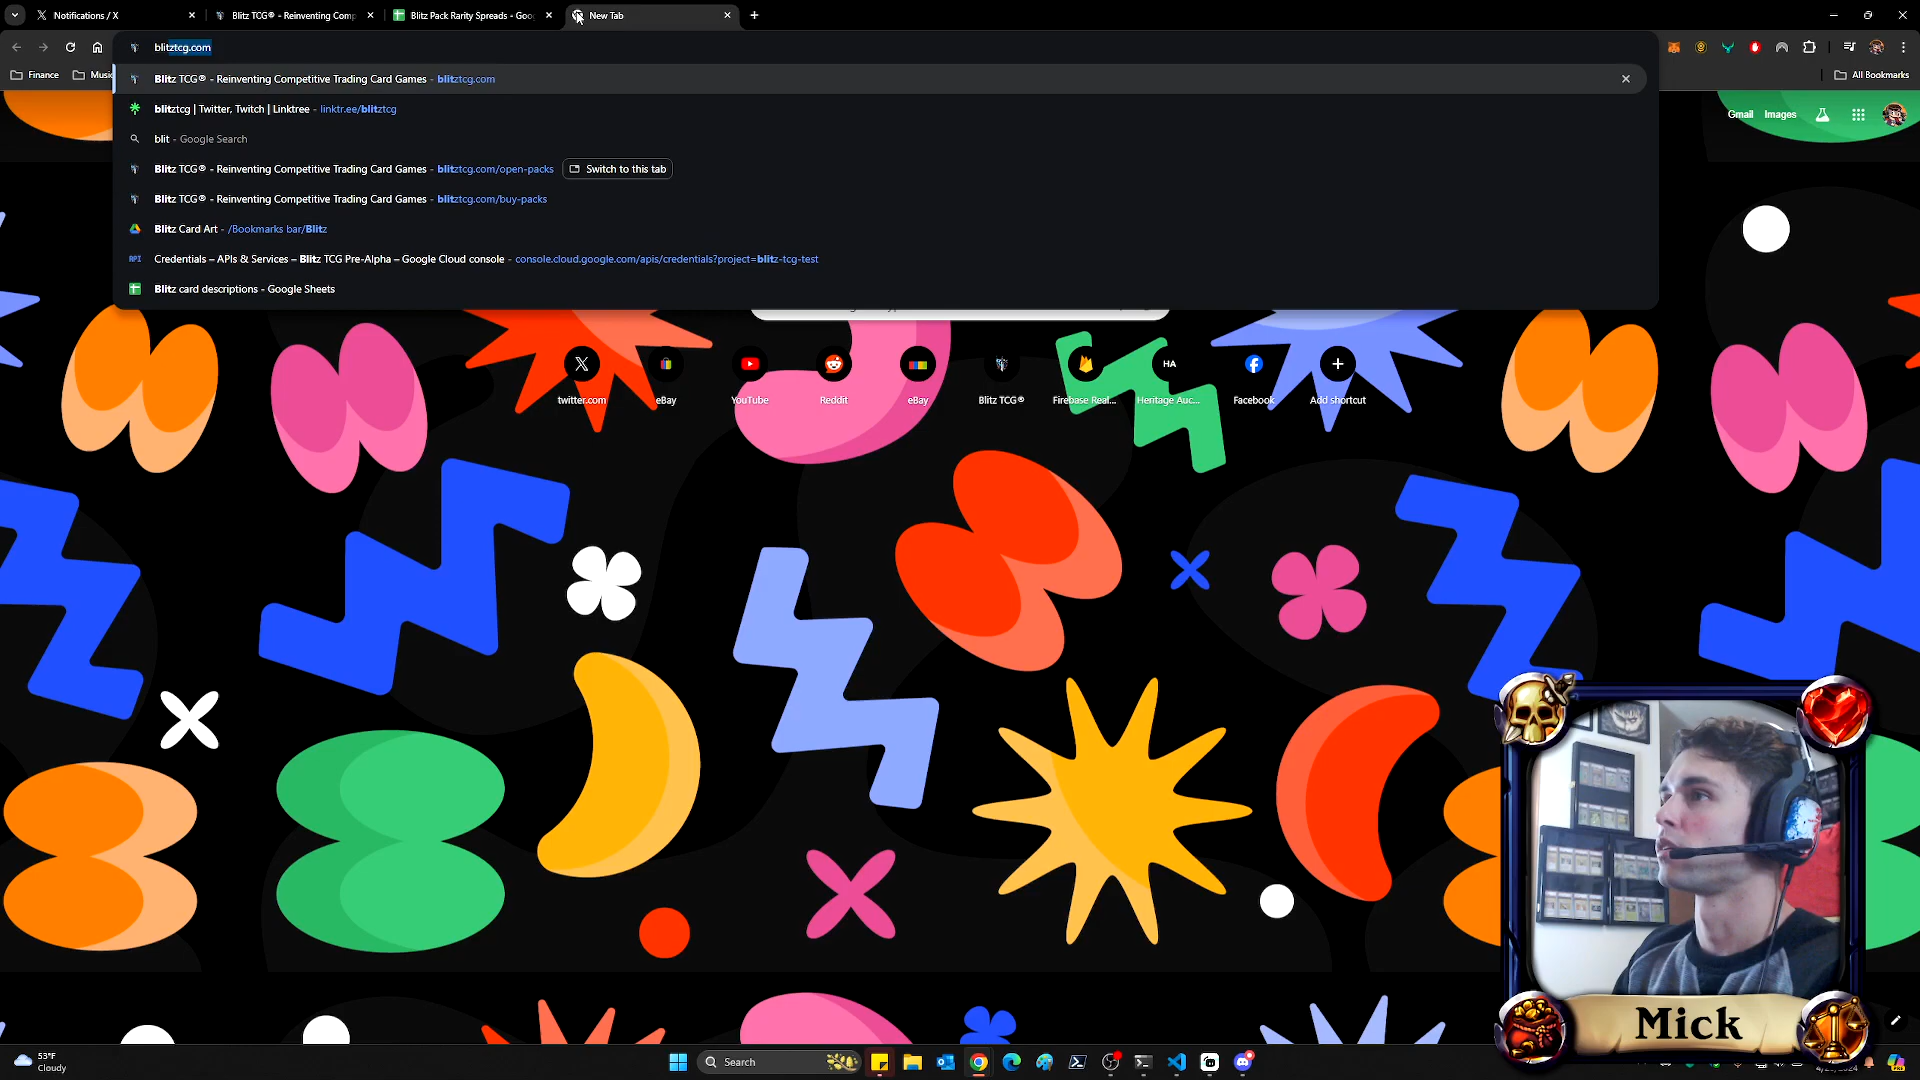 Notifications / X
Blitz TCG® - Reinventing Comp
Blitz Pack Rarity Spreads - Goo
New Tab
blitztcg.com
Finance
Music
All Bookmarks
Blitz TCG® - Reinventing Competitive Trading Card Games - blitztcg.com
blitztcg | Twitter, Twitch | Linktree - linktr.ee/blitztcg
blit - Google Search
Blitz TCG® - Reinventing Competitive Trading Card Games - blitztcg.com/open-packs Switch to this tab
Blitz TCG® - Reinventing Competitive Trading Card Games - blitztcg.com/buy-packs
Blitz Card Art - /Bookmarks bar/Blitz
API Credentials – APIs & Services – Blitz TCG Pre-Alpha – Google Cloud console - console.cloud.google.com/apis/credentials?project=blitz-tcg-test
Blitz card descriptions - Google Sheets
Gmail Images
HA
twitter.com eBay YouTube Reddit eBay Blitz TCG® Firebase Real... Heritage Auc... Facebook Add shortcut
Mick
53°F
Cloudy
Search